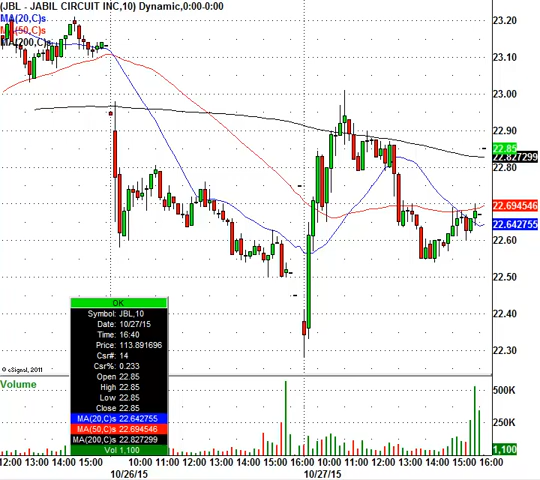 (JBL - JABIL CIRCUIT INC,10) Dynamic,0:00-0:00
MA(20,C)s
MA(50,C)s
MA(200,C)s
23.20
23.10
23.00
22.90
22.85
22.827299
22.80
22.694546
22.642755
22.60
22.50
22.40
22.30
OK
Symbol: JBL,10
Date: 10/27/15
Time: 16:40
Price: 113.891696
Csr#: 14
Csr%: 0.233
Open 22.85
High 22.85
Low 22.85
Close 22.85
MA(20,C)s 22.642755
MA(50,C)s 22.694546
MA(200,C)s 22.827299
Vol 1,100
© eSignal, 2011
Volume
500K
250K
1,100
12:00 13:00 14:00 15:00 10:00 11:00 12:00 13:00 14:00 15:00 16:00 10:00 11:00 12:00 13:00 14:00 15:00 16:00
10/26/15 10/27/15